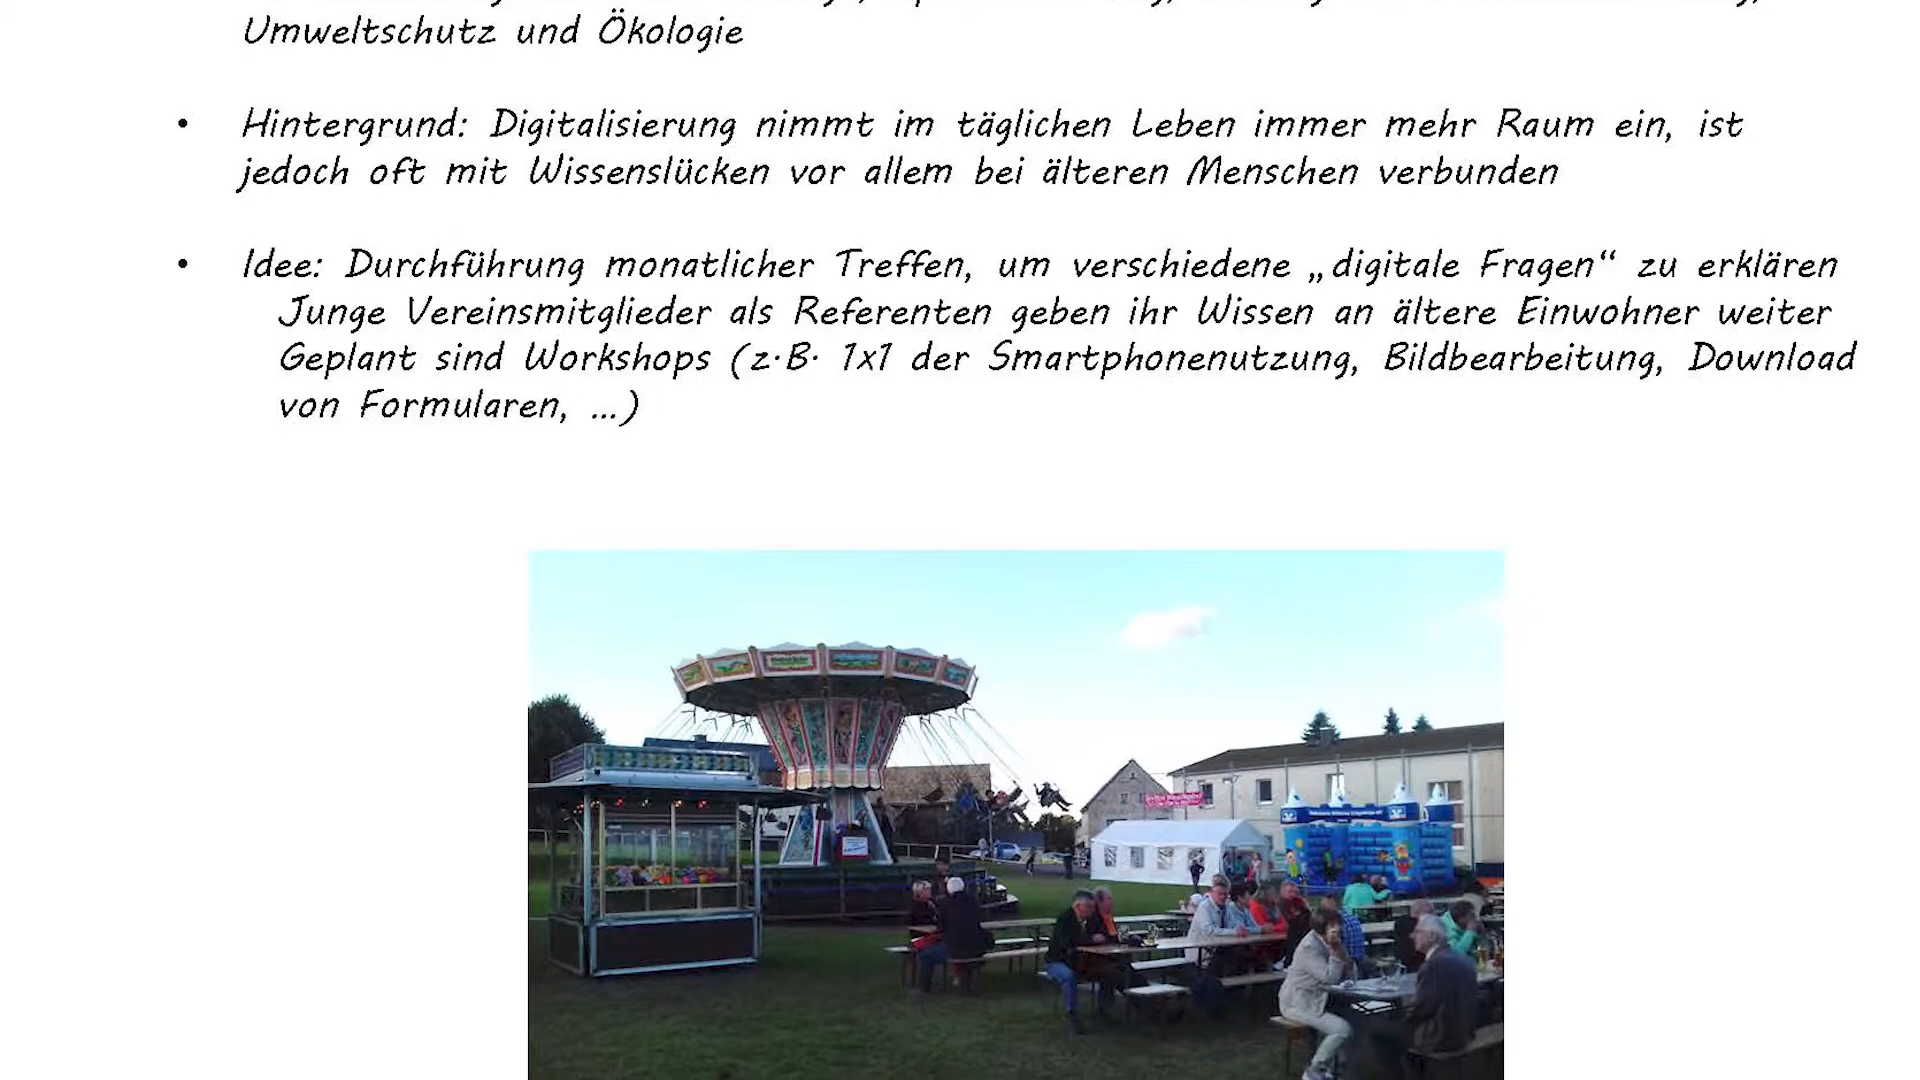 Umweltschutz und Ökologie
• Hintergrund: Digitalisierung nimmt im täglichen Leben immer mehr Raum ein, ist
jedoch oft mit Wissenslücken vor allem bei älteren Menschen verbunden
• Idee: Durchführung monatlicher Treffen, um verschiedene „digitale Fragen“ zu erklären
Junge Vereinsmitglieder als Referenten geben ihr Wissen an ältere Einwohner weiter
Geplant sind Workshops (z.B. 1x1 der Smartphonenutzung, Bildbearbeitung, Download
von Formularen, ...)